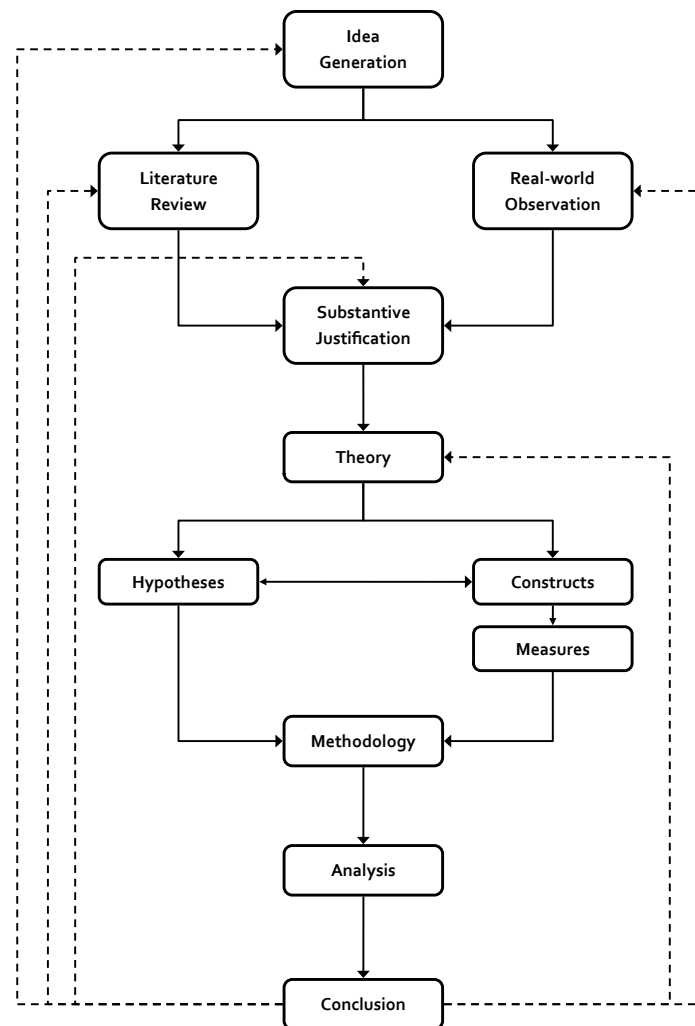 Idea
Generation
Literature
Review
Real-world
Observation
Substantive
Justification
Theory
Hypotheses
Constructs
Measures
Methodology
Analysis
Conclusion